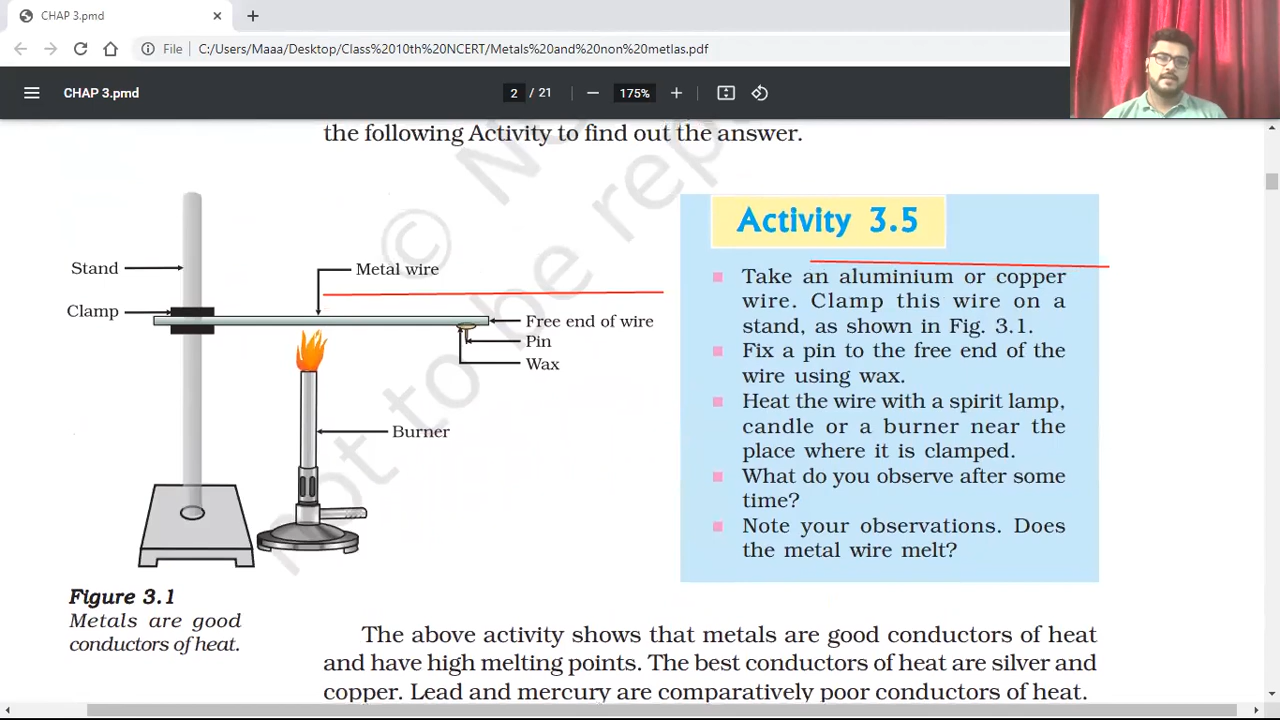 CHAP 3.pmd
File C:/Users/Maaa/Desktop/Class%2010th%20NCERT/Metals%20and%20non%20metlas.pdf
CHAP 3.pmd
2 / 21
175%
the following Activity to find out the answer.
Stand
Clamp
Metal wire
Free end of wire
Pin
Wax
Burner
Figure 3.1
Metals are good
conductors of heat.
Activity 3.5
Take an aluminium or copper
wire. Clamp this wire on a
stand, as shown in Fig. 3.1.
Fix a pin to the free end of the
wire using wax.
Heat the wire with a spirit lamp,
candle or a burner near the
place where it is clamped.
What do you observe after some
time?
Note your observations. Does
the metal wire melt?
The above activity shows that metals are good conductors of heat
and have high melting points. The best conductors of heat are silver and
copper. Lead and mercury are comparatively poor conductors of heat.
© N
not to be rep